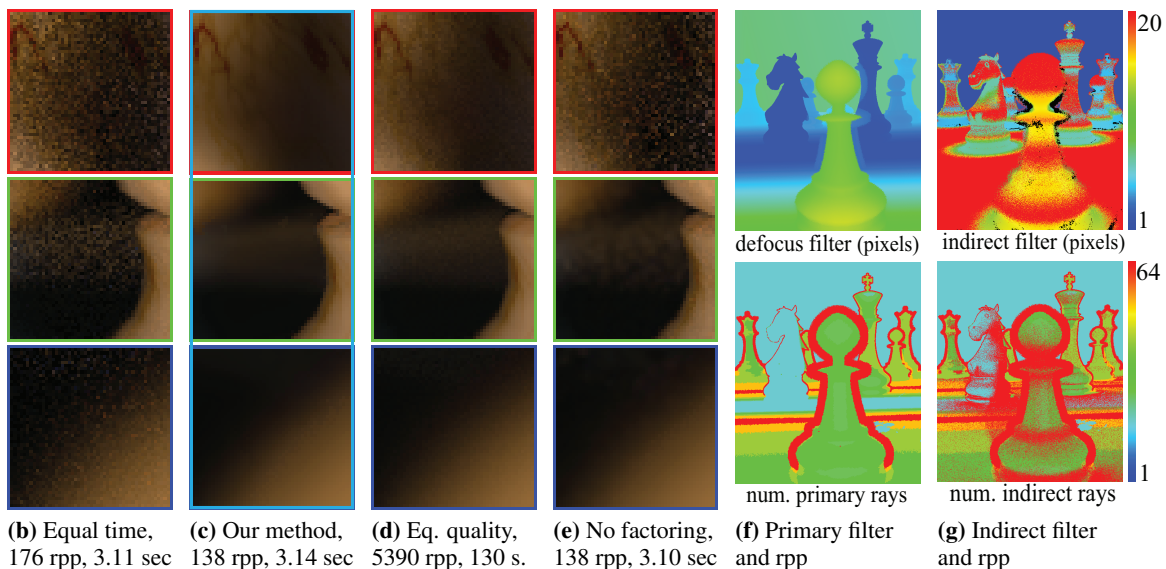 20
1
defocus filter (pixels)
indirect filter (pixels)
64
1
num. primary rays
num. indirect rays
(b) Equal time,
176 rpp, 3.11 sec
(c) Our method,
138 rpp, 3.14 sec
(d) Eq. quality,
5390 rpp, 130 s.
(e) No factoring,
138 rpp, 3.10 sec
(f) Primary filter
and rpp
(g) Indirect filter
and rpp